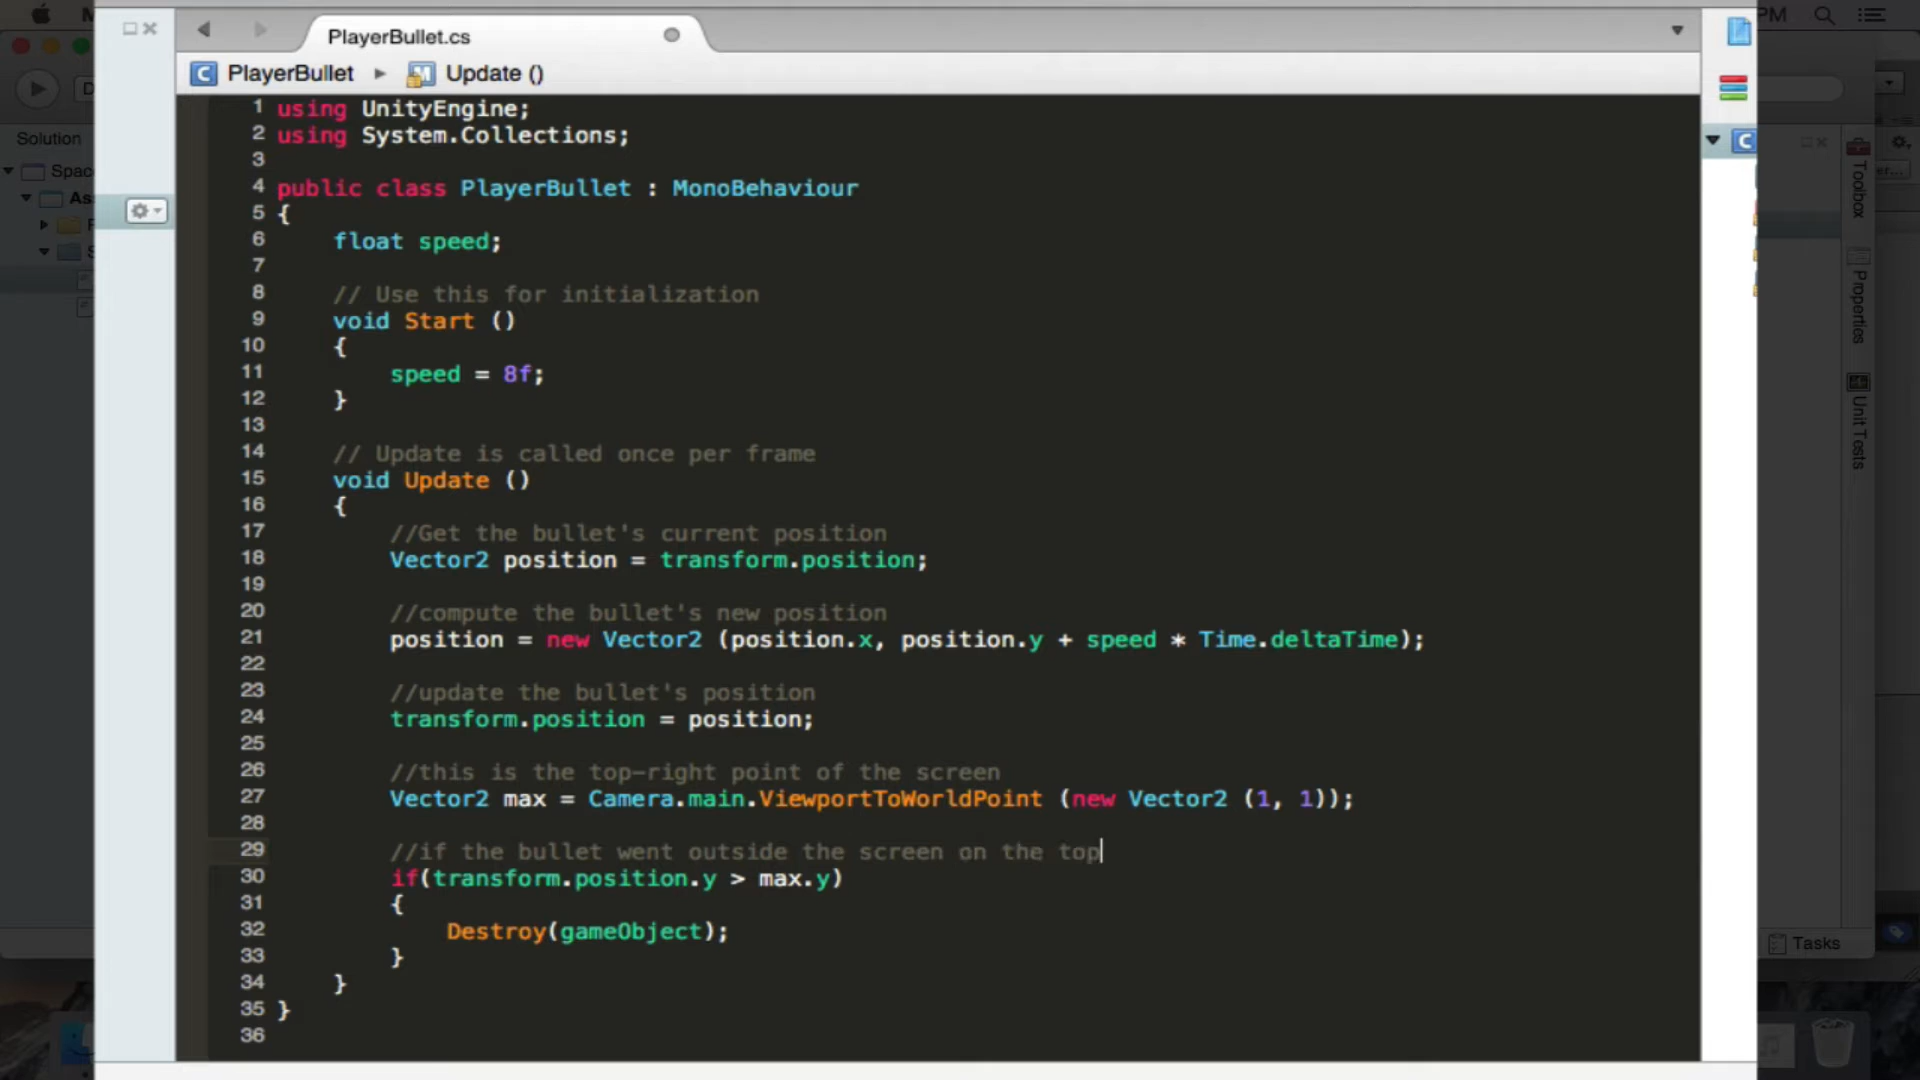 PM
PlayerBullet.cs
PlayerBullet ▸ Update ()
Solution
Spac
Ass
1 using UnityEngine;
2 using System.Collections;
3
4 public class PlayerBullet : MonoBehaviour
5 {
6 float speed;
7
8 // Use this for initialization
9 void Start ()
10 {
11 speed = 8f;
12 }
13
14 // Update is called once per frame
15 void Update ()
16 {
17 //Get the bullet's current position
18 Vector2 position = transform.position;
19
20 //compute the bullet's new position
21 position = new Vector2 (position.x, position.y + speed * Time.deltaTime);
22
23 //update the bullet's position
24 transform.position = position;
25
26 //this is the top-right point of the screen
27 Vector2 max = Camera.main.ViewportToWorldPoint (new Vector2 (1, 1));
28
29 //if the bullet went outside the screen on the top
30 if(transform.position.y > max.y)
31 {
32 Destroy(gameObject);
33 }
34 }
35 }
36
Toolbox
Properties
Unit Tests
Tasks